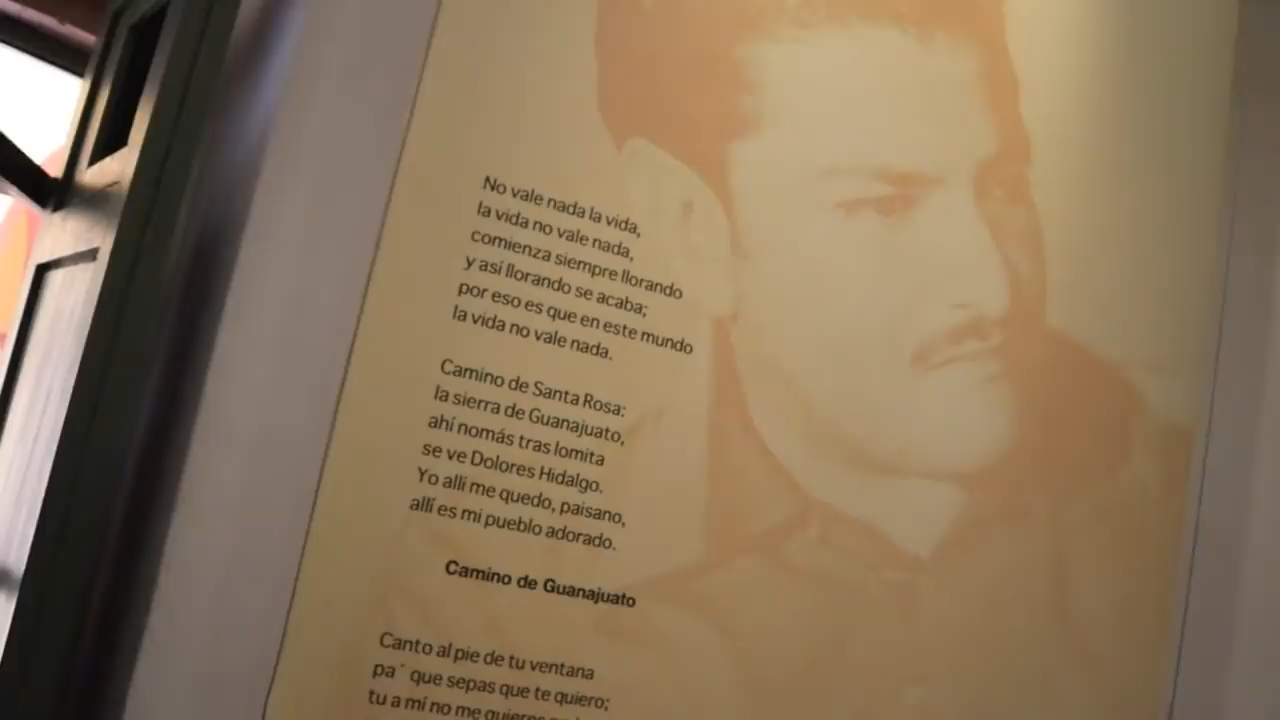 No vale nada la vida,
la vida no vale nada,
comienza siempre llorando
y así llorando se acaba;
por eso es que en este mundo
la vida no vale nada.
Camino de Santa Rosa:
la sierra de Guanajuato,
ahí nomás tras lomita
se ve Dolores Hidalgo.
Yo allí me quedo, paisano,
allí es mi pueblo adorado.
Camino de Guanajuato
Canto al pie de tu ventana
pa´ que sepas que te quiero;
tu a mí no me quieres